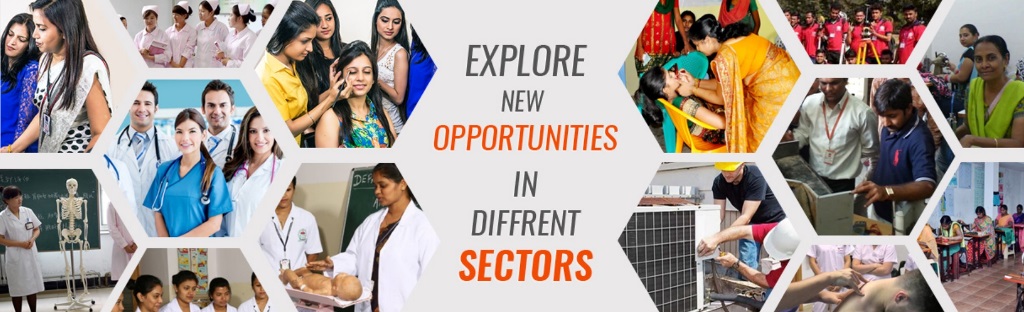 EXPLORE
NEW
OPPORTUNITIES
IN
DIFFRENT
SECTORS